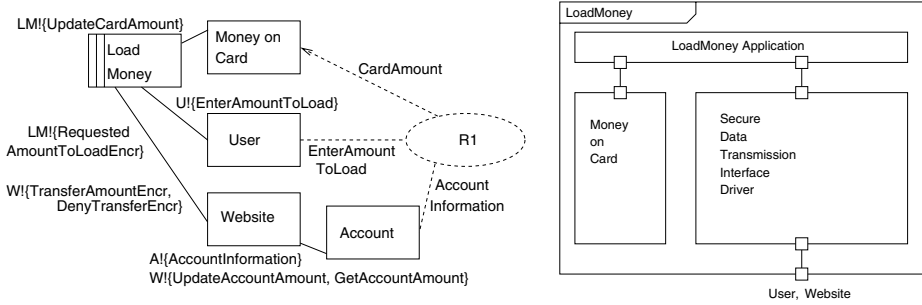 LM!{UpdateCardAmount}
Load
Money
Money on
Card
CardAmount
U!{EnterAmountToLoad}
LM!{Requested
AmountToLoadEncr}
User
EnterAmount
ToLoad
R1
W!{TransferAmountEncr,
DenyTransferEncr}
Website
Account
Information
Account
A!{AccountInformation}
W!{UpdateAccountAmount, GetAccountAmount}
LoadMoney
LoadMoney Application
Money
on
Card
Secure
Data
Transmission
Interface
Driver
User, Website